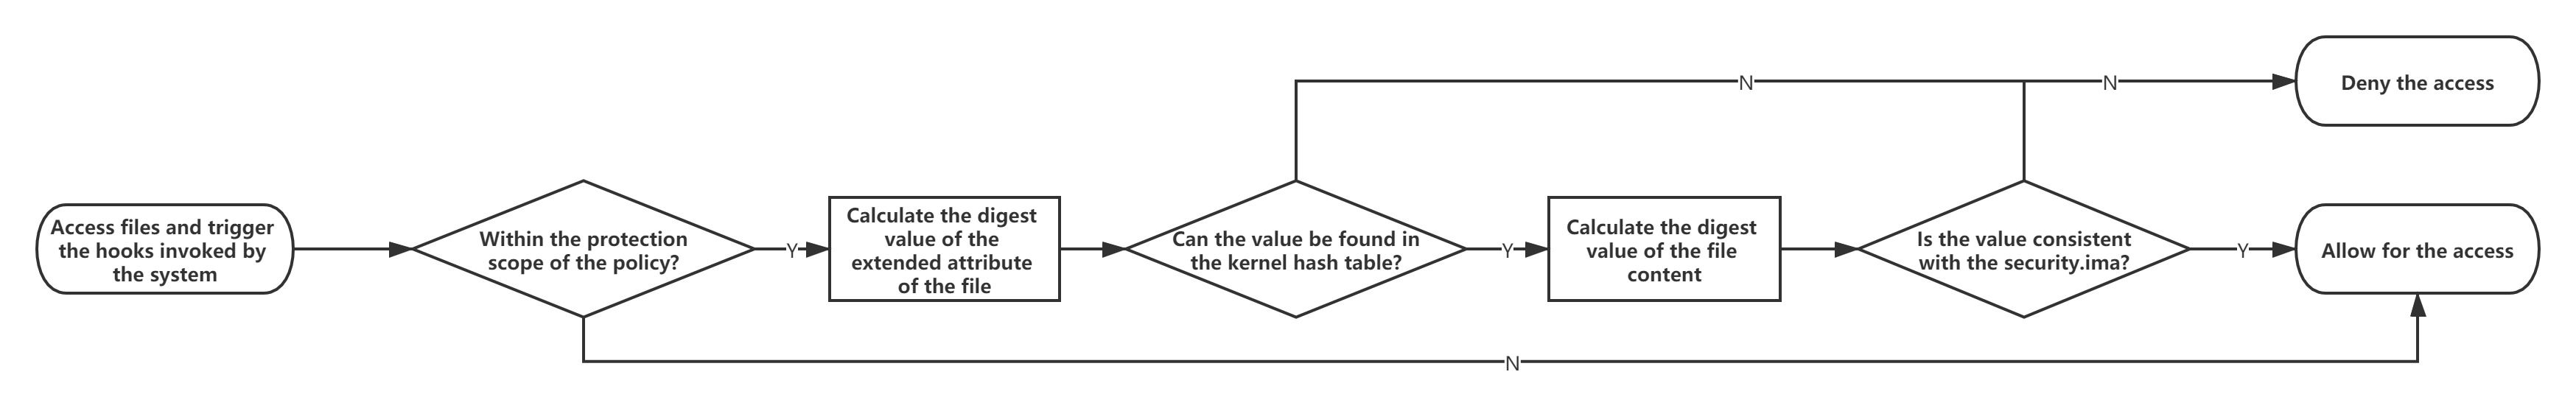 Access files and trigger
the hooks invoked by
the system
Within the protection
scope of the policy?
Y
Calculate the digest
value of the
extended attribute
of the file
Can the value be found in
the kernel hash table?
Y
Calculate the digest
value of the file
content
Is the value consistent
with the security.ima?
Y
Allow for the access
N
N
Deny the access
N